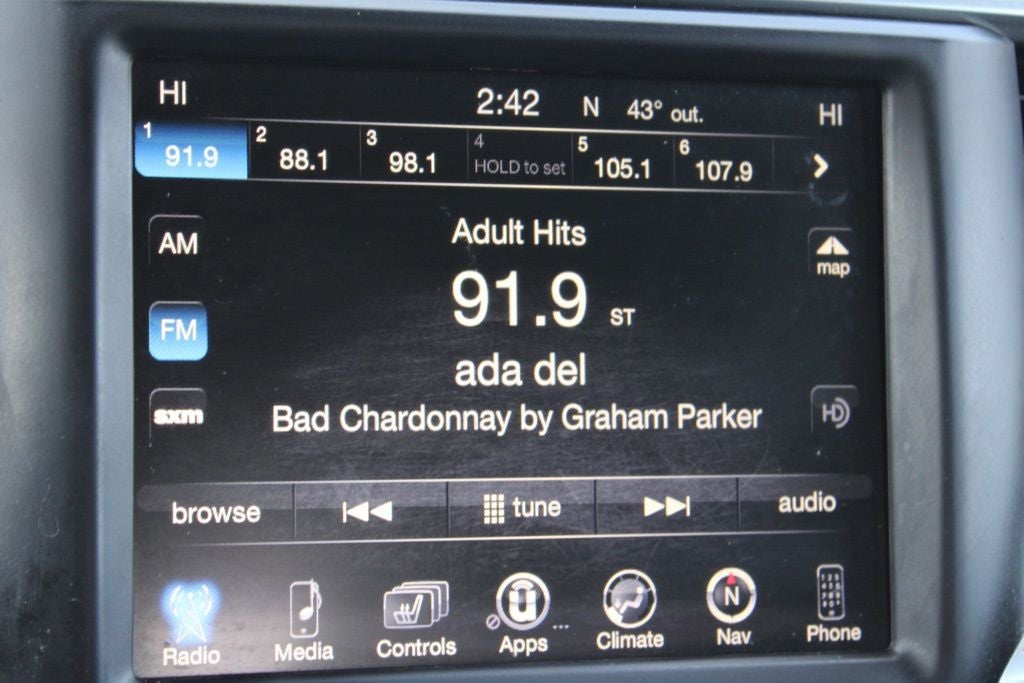 HI 2:42 N 43° out. HI
1 91.9 2 88.1 3 98.1 4 HOLD to set 5 105.1 6 107.9
Adult Hits
AM
map
91.9 ST
FM
ada del
sxm
Bad Chardonnay by Graham Parker
HD
browse tune audio
N
Radio Media Controls Apps ... Climate Nav Phone